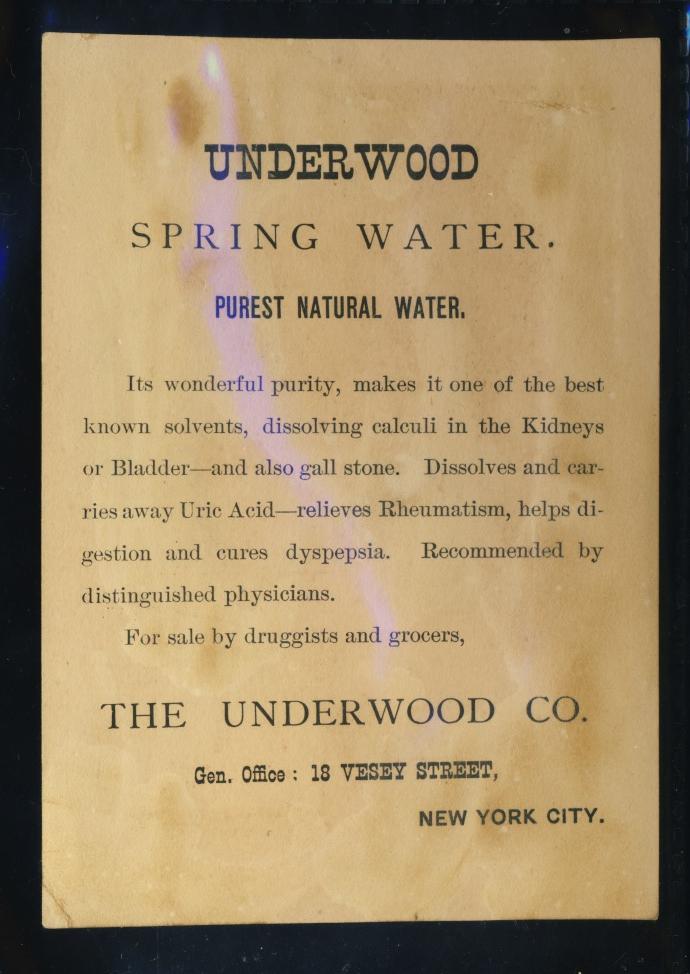 UNDERWOOD
SPRING WATER.
PUREST NATURAL WATER.
Its wonderful purity, makes it one of the best
known solvents, dissolving calculi in the Kidneys
or Bladder—and also gall stone. Dissolves and car-
ries away Uric Acid—relieves Rheumatism, helps di-
gestion and cures dyspepsia. Recommended by
distinguished physicians.
For sale by druggists and grocers,
THE UNDERWOOD CO.
Gen. Office : 18 VESEY STREET,
NEW YORK CITY.